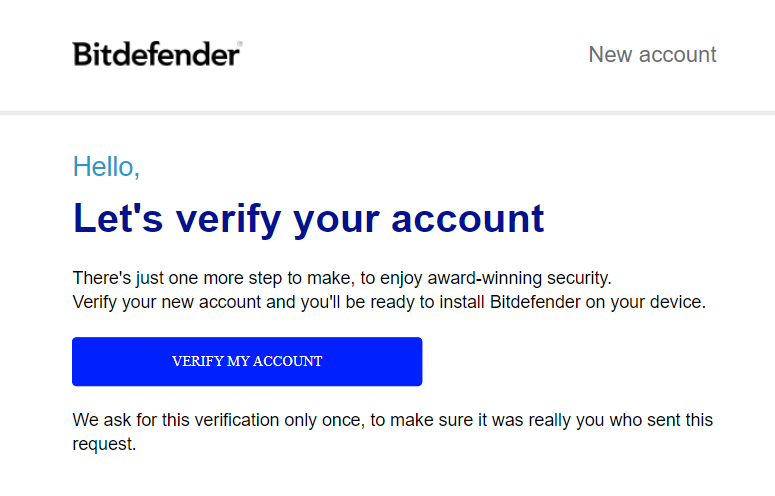 Bitdefender®
New account
Hello,
Let's verify your account
There's just one more step to make, to enjoy award-winning security.
Verify your new account and you'll be ready to install Bitdefender on your device.
VERIFY MY ACCOUNT
We ask for this verification only once, to make sure it was really you who sent this
request.